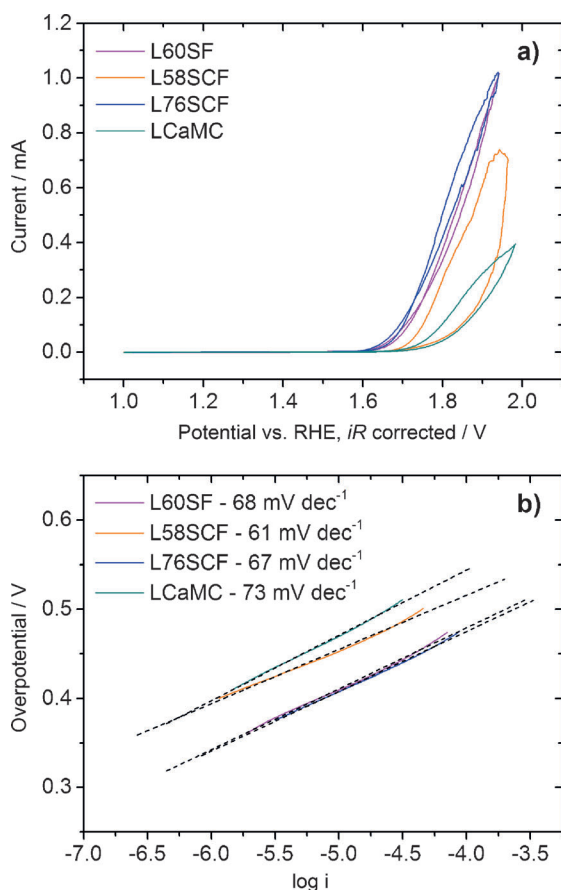 a)
L60SF
L58SCF
L76SCF
LCaMC
Current / mA
1.2
1.0
0.8
0.6
0.4
0.2
0.0
1.0 1.2 1.4 1.6 1.8 2.0
Potential vs. RHE, iR corrected / V
b)
L60SF - 68 mV dec⁻¹
L58SCF - 61 mV dec⁻¹
L76SCF - 67 mV dec⁻¹
LCaMC - 73 mV dec⁻¹
Overpotential / V
0.6
0.5
0.4
0.3
-7.0 -6.5 -6.0 -5.5 -5.0 -4.5 -4.0 -3.5
log i